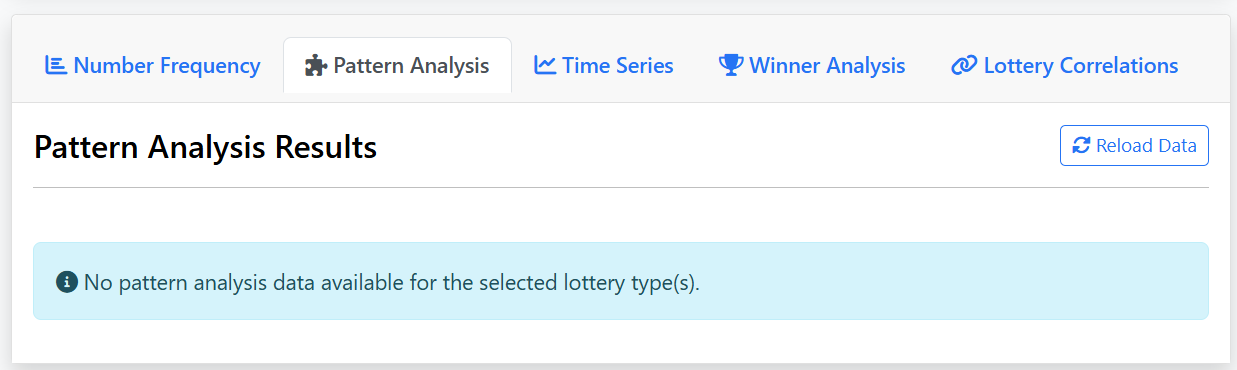 Number Frequency Pattern Analysis Time Series Winner Analysis Lottery Correlations
Pattern Analysis Results Reload Data
No pattern analysis data available for the selected lottery type(s).